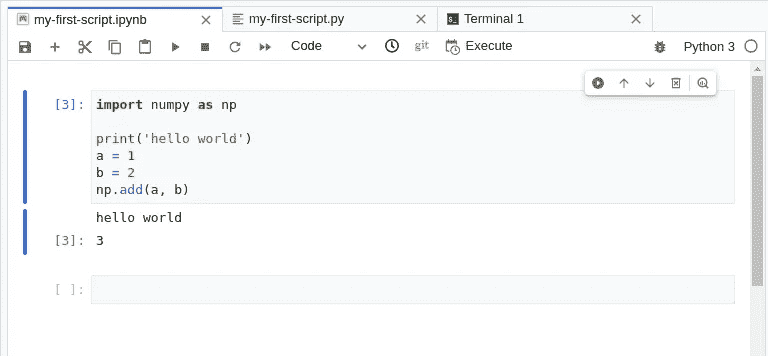 my-first-script.ipynb my-first-script.py Terminal 1
Code git Execute Python 3
[3]: import numpy as np
print('hello world')
a = 1
b = 2
np.add(a, b)
hello world
[3]: 3
[ ]: